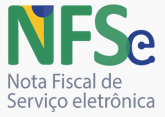 NFSe
Nota Fiscal de
Serviço eletrônica